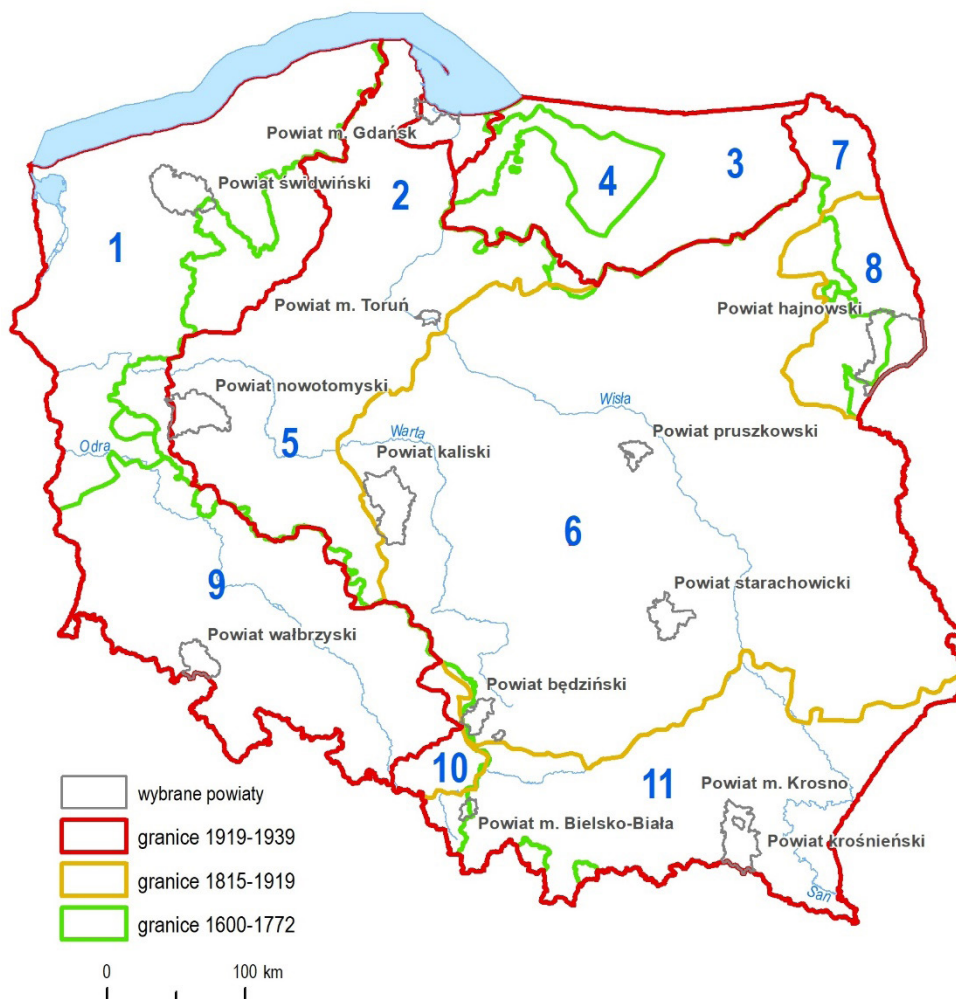 Powiat m. Gdańsk
7
3
2
4
Powiat świdwiński
1
8
Powiat m. Toruń
Powiat hajnowski
Powiat nowotomyski
Wisła
Warta
Powiat pruszkowski
Odra
5
Powiat kaliski
6
9
Powiat starachowicki
Powiat wałbrzyski
Powiat będziński
10
11
Powiat m. Krosno
wybrane powiaty
Powiat m. Bielsko-Biała
granice 1919-1939
Powiat krośnieński
granice 1815-1919
San
granice 1600-1772
0 100 km